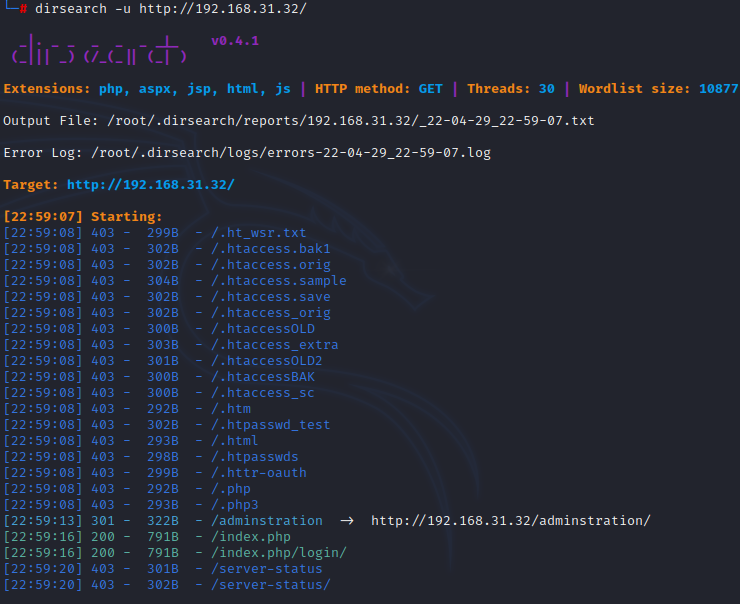 # dirsearch -u http://192.168.31.32/
v0.4.1
Extensions: php, aspx, jsp, html, js | HTTP method: GET | Threads: 30 | Wordlist size: 10877
Output File: /root/.dirsearch/reports/192.168.31.32/_22-04-29_22-59-07.txt
Error Log: /root/.dirsearch/logs/errors-22-04-29_22-59-07.log
Target: http://192.168.31.32/
[22:59:07] Starting:
[22:59:08] 403 -  299B  - /.ht_wsr.txt
[22:59:08] 403 -  302B  - /.htaccess.bak1
[22:59:08] 403 -  302B  - /.htaccess.orig
[22:59:08] 403 -  304B  - /.htaccess.sample
[22:59:08] 403 -  302B  - /.htaccess.save
[22:59:08] 403 -  302B  - /.htaccess_orig
[22:59:08] 403 -  300B  - /.htaccessOLD
[22:59:08] 403 -  303B  - /.htaccess_extra
[22:59:08] 403 -  301B  - /.htaccessOLD2
[22:59:08] 403 -  300B  - /.htaccessBAK
[22:59:08] 403 -  300B  - /.htaccess_sc
[22:59:08] 403 -  292B  - /.htm
[22:59:08] 403 -  302B  - /.htpasswd_test
[22:59:08] 403 -  293B  - /.html
[22:59:08] 403 -  298B  - /.htpasswds
[22:59:08] 403 -  299B  - /.httr-oauth
[22:59:08] 403 -  292B  - /.php
[22:59:08] 403 -  293B  - /.php3
[22:59:13] 301 -  322B  - /adminstration  →  http://192.168.31.32/adminstration/
[22:59:16] 200 -  791B  - /index.php
[22:59:16] 200 -  791B  - /index.php/login/
[22:59:20] 403 -  301B  - /server-status
[22:59:20] 403 -  302B  - /server-status/